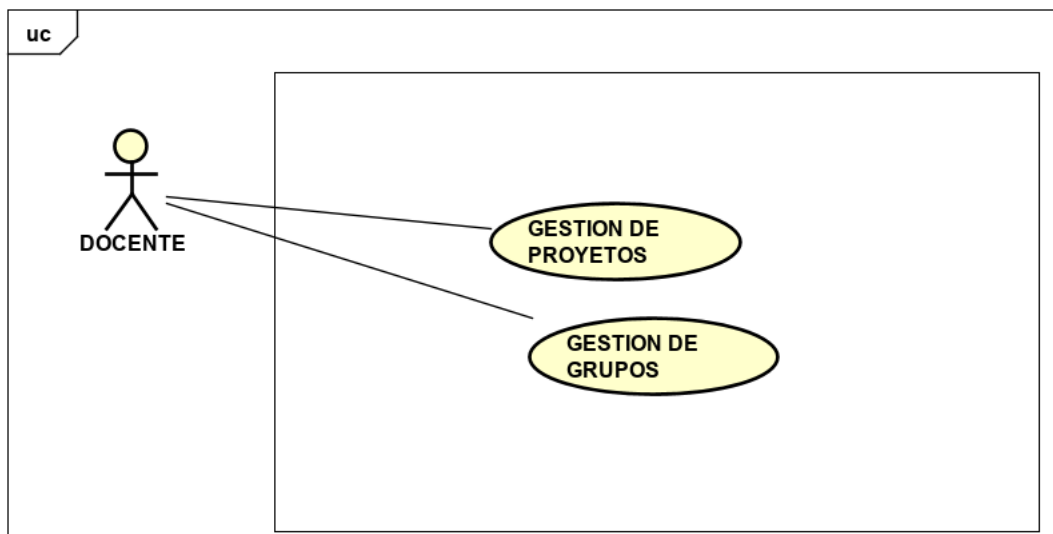 uc
DOCENTE
GESTION DE
PROYETOS
GESTION DE
GRUPOS